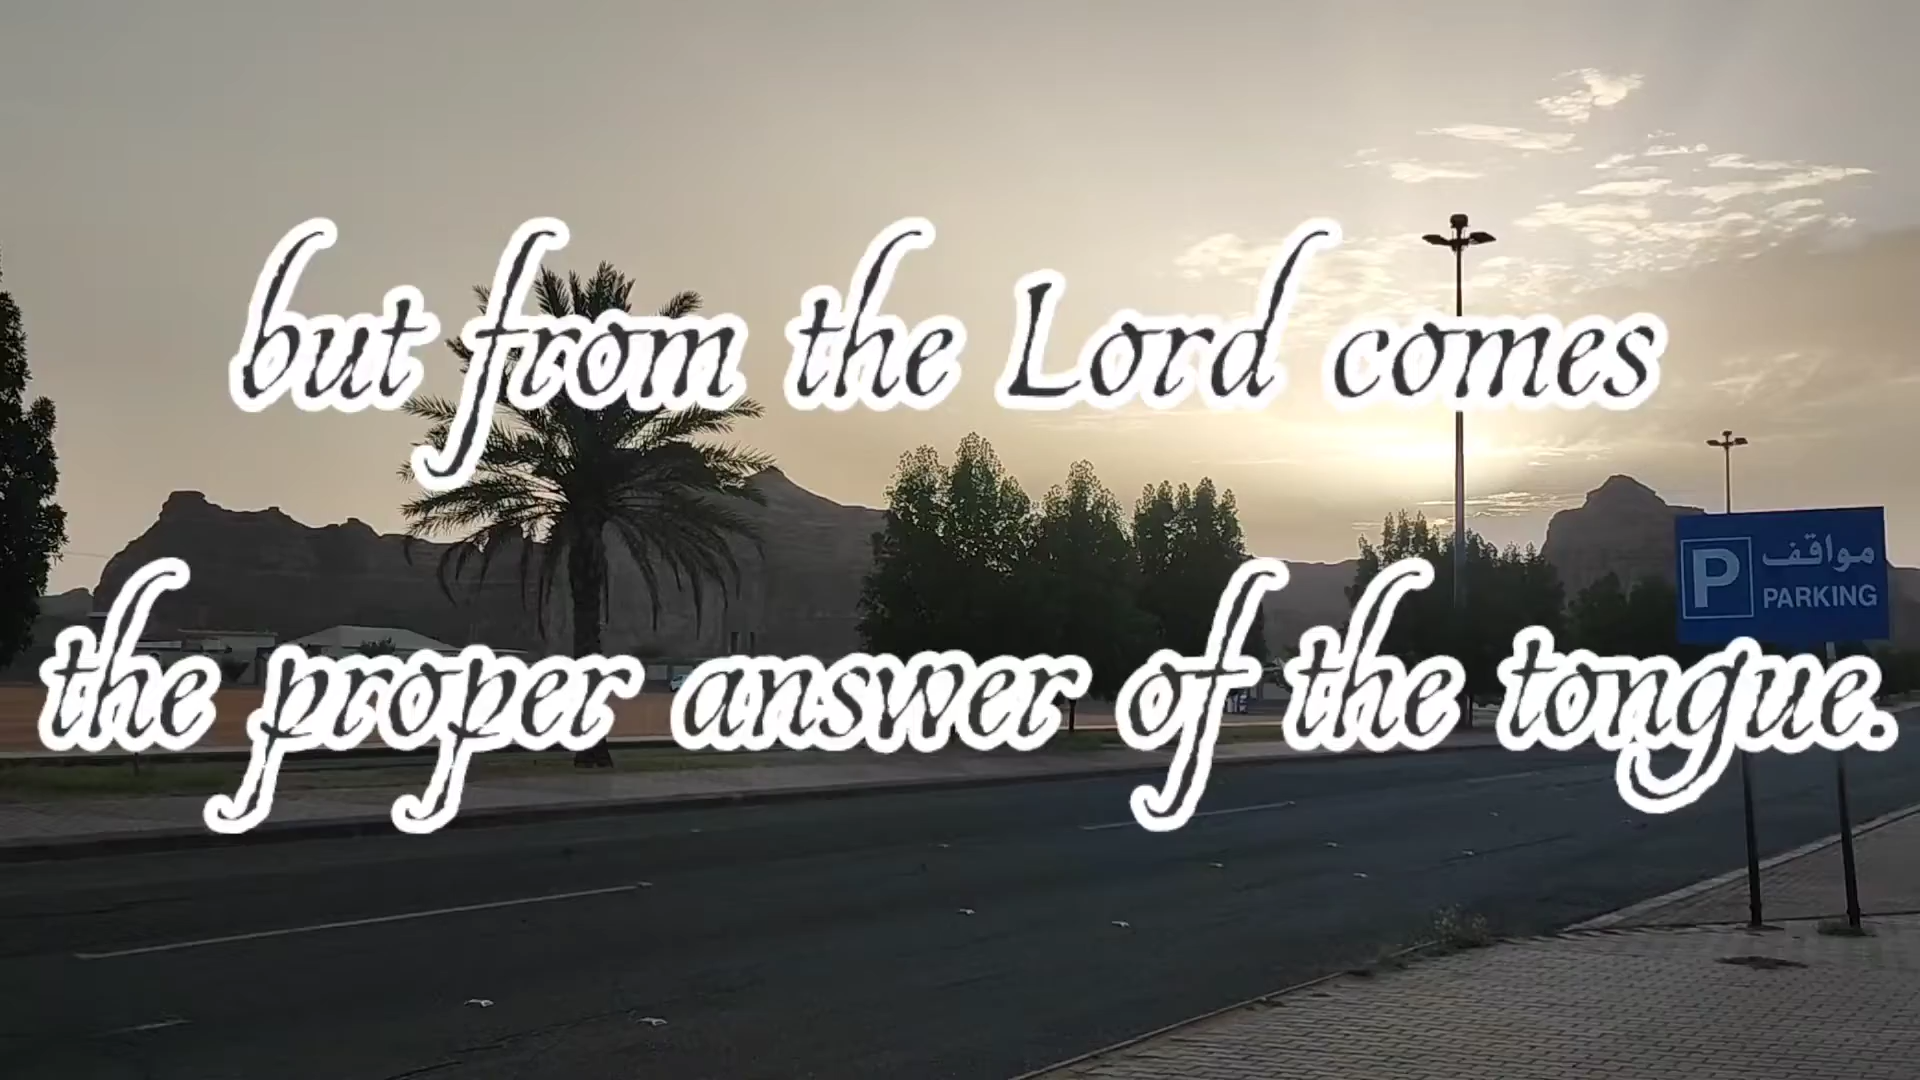 but from the Lord comes
P
مواقف
PARKING
the proper answer of the tongue.